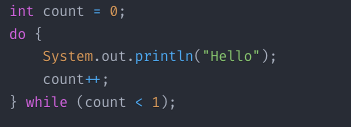 int count = 0;
do {
    System.out.println("Hello");
    count++;
} while (count < 1);